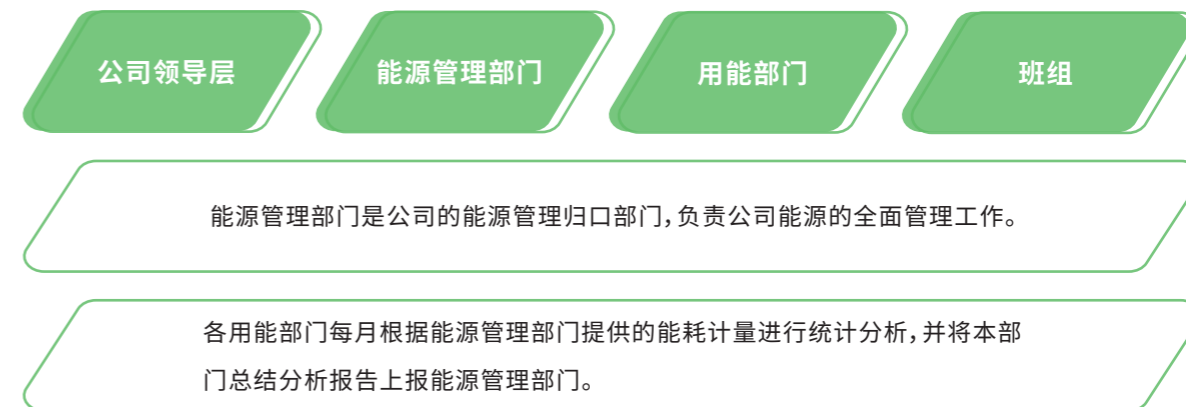 公司领导层
能源管理部门
用能部门
班组
能源管理部门是公司的能源管理归口部门，负责公司能源的全面管理工作。
各用能部门每月根据能源管理部门提供的能耗计量进行统计分析，并将本部
门总结分析报告上报能源管理部门。